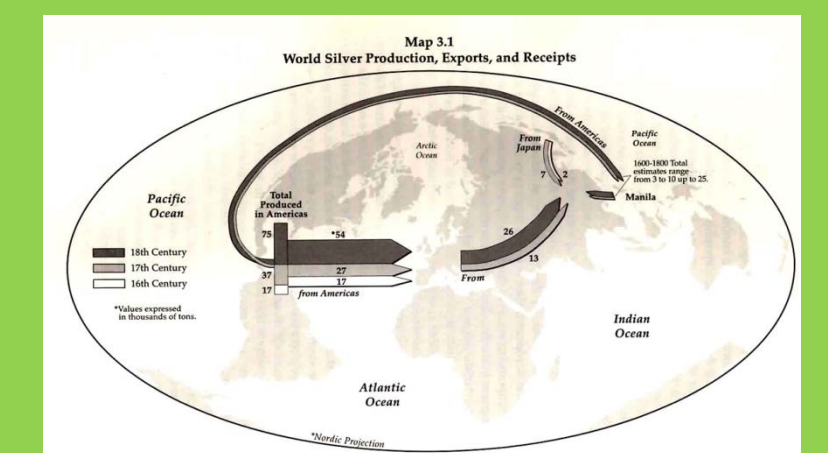 Map 3.1
World Silver Production, Exports, and Receipts
From Americas
Arctic
Ocean
From
Japan
7
2
Pacific
Ocean
1600-1800 Total
estimates range
from 3 to 10 up to 25.
Manila
Pacific
Ocean
Total
Produced
in Americas
75
*54
37
27
17
17
from Americas
26
13
From
18th Century
17th Century
16th Century
*Values expressed
in thousands of tons.
Indian
Ocean
Atlantic
Ocean
*Nordic Projection